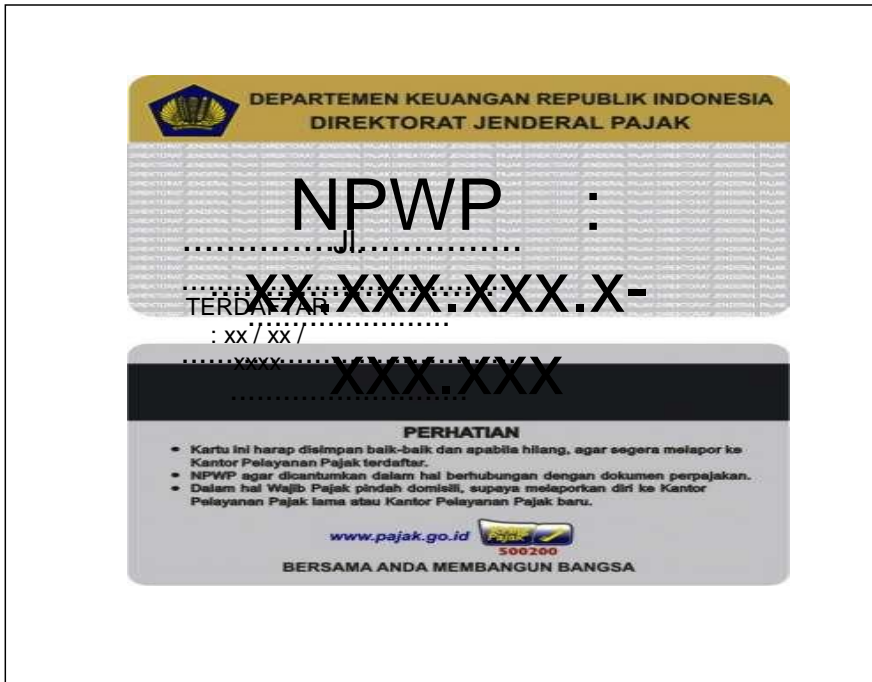 DEPARTEMEN KEUANGAN REPUBLIK INDONESIA
DIREKTORAT JENDERAL PAJAK
NPWP :
...............................
xx.xxx.xxx.x-
xxx.xxx
TERDAFTAR
: xx / xx /
xxxx
PERHATIAN
• Kartu ini harap disimpan baik-baik dan apabila hilang, agar segera melapor ke
Kantor Pelayanan Pajak terdaftar.
• NPWP agar dicantumkan dalam hal berhubungan dengan dokumen perpajakan.
• Dalam hal Wajib Pajak pindah domisili, supaya melaporkan diri ke Kantor
Pelayanan Pajak lama atau Kantor Pelayanan Pajak baru.
www.pajak.go.id
Kring Pajak
500200
BERSAMA ANDA MEMBANGUN BANGSA